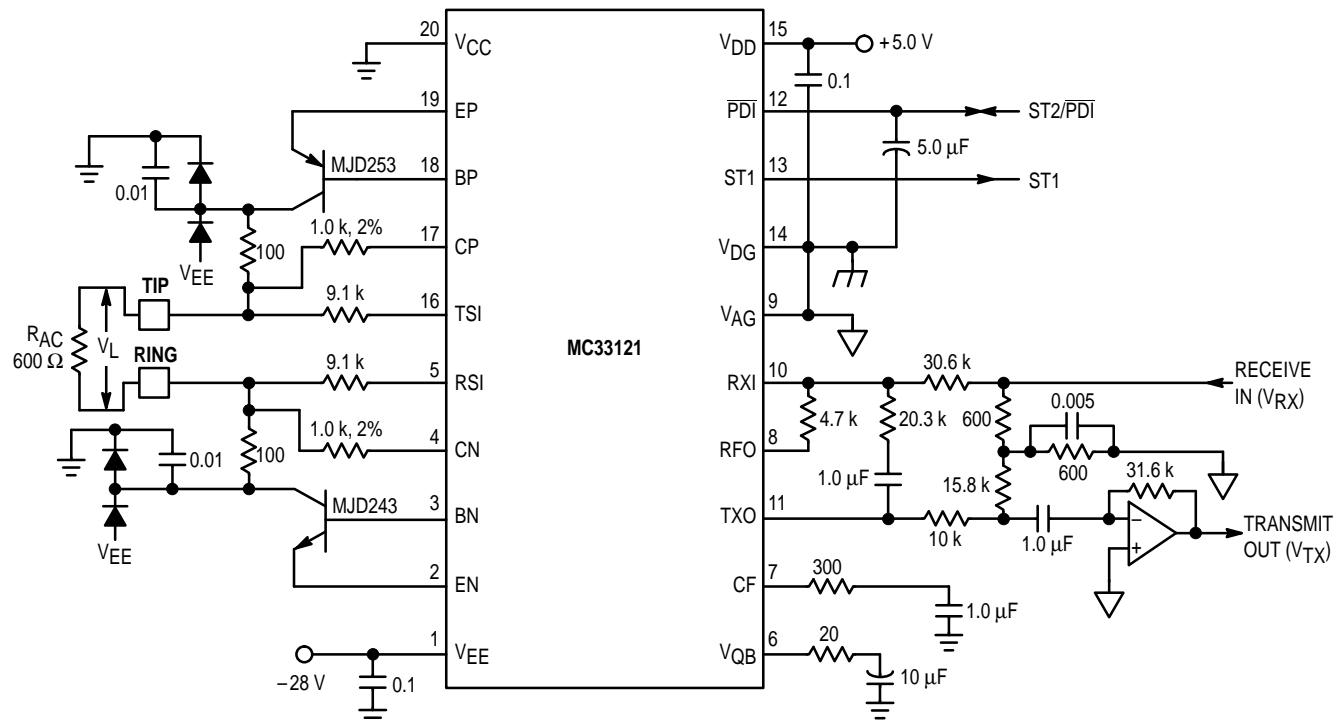 20
VCC
15
VDD
+5.0 V
0.1
19
EP
12
PDI
ST2/PDI
MJD253
18
BP
5.0 µF
13
ST1
ST1
0.01
1.0 k, 2%
17
CP
14
VDG
100
VEE
TIP
9.1 k
16
TSI
9
VAG
RAC
600 Ω
VL
MC33121
RING
9.1 k
5
RSI
10
RXI
30.6 k
RECEIVE
IN (VRX)
4.7 k
20.3 k
600
0.005
1.0 k, 2%
4
CN
8
RFO
0.01
100
600
1.0 µF
15.8 k
31.6 k
MJD243
3
BN
11
TXO
10 k
1.0 µF
–
+
TRANSMIT
OUT (VTX)
VEE
2
EN
7
CF
300
1.0 µF
1
VEE
–28 V
0.1
6
VQB
20
10 µF